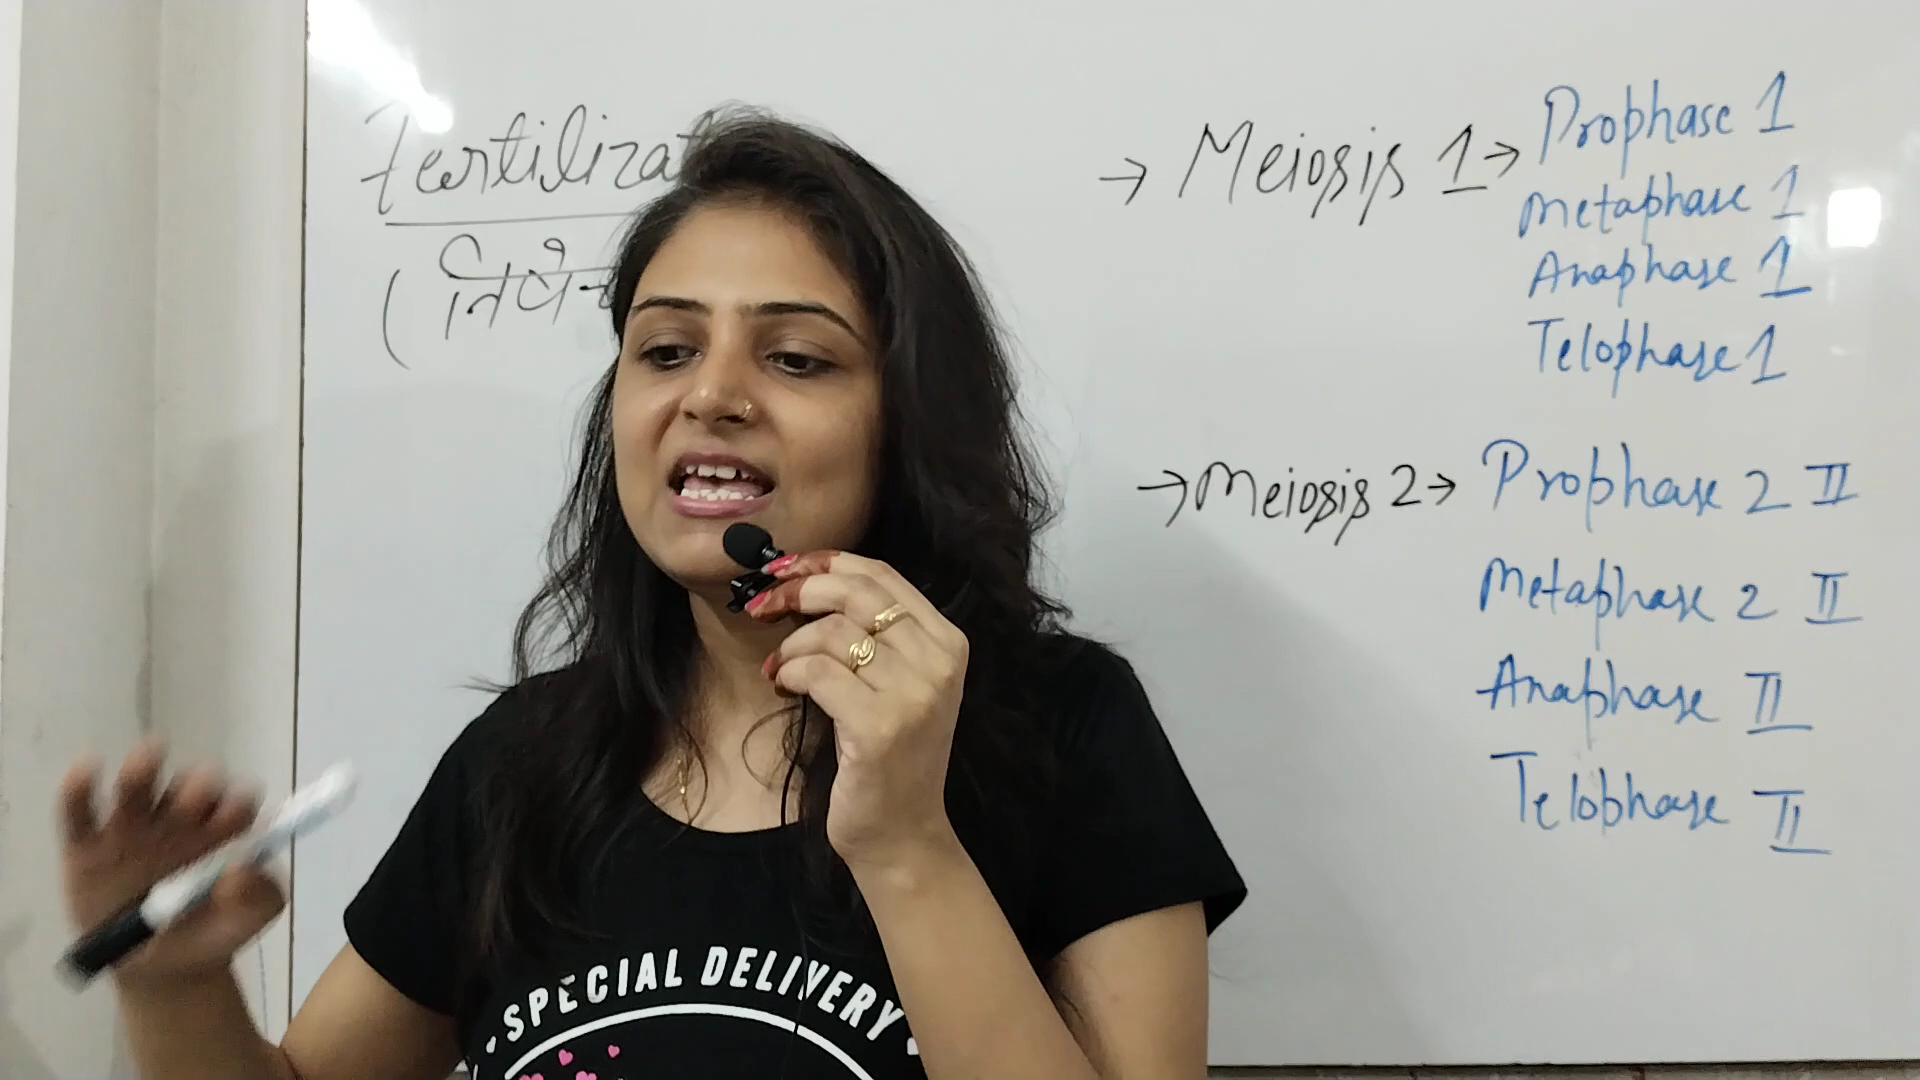 Fertilizat
(निषेच
→ Meiosis 1 → Prophase 1
Metaphase 1
Anaphase 1
Telophase 1
→ Meiosis 2 → Prophase 2 II
Metaphase 2 II
Anaphase II
Telophase II
SPECIAL DELIVERY